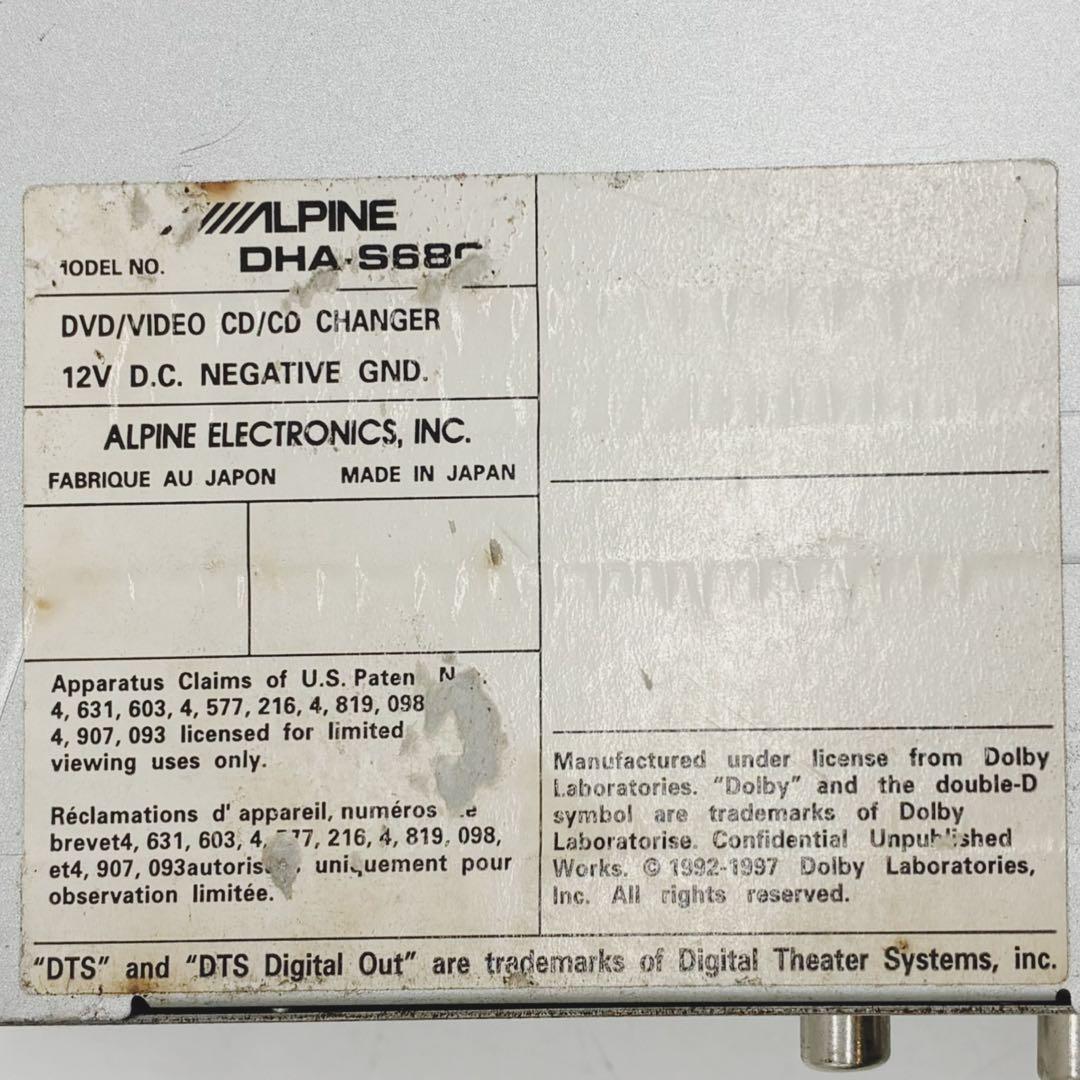 ALPINE
MODEL NO. DHA-S680
DVD/VIDEO CD/CD CHANGER
12V D.C. NEGATIVE GND.
ALPINE ELECTRONICS, INC.
FABRIQUE AU JAPON MADE IN JAPAN
Apparatus Claims of U.S. Paten
4, 631, 603, 4, 577, 216, 4, 819, 098
4, 907, 093 licensed for limited
viewing uses only.
Réclamations d' appareil, numéros
brevet4, 631, 603, 4, 577, 216, 4, 819, 098,
et4, 907, 093 uniquement pour
observation limitée.
Manufactured under license from Dolby
Laboratories. “Dolby” and the double-D
symbol are trademarks of Dolby
Laboratorise. Confidential Unpublished
Works. © 1992-1997 Dolby Laboratories,
Inc. All rights reserved.
“DTS” and “DTS Digital Out” are trademarks of Digital Theater Systems, inc.